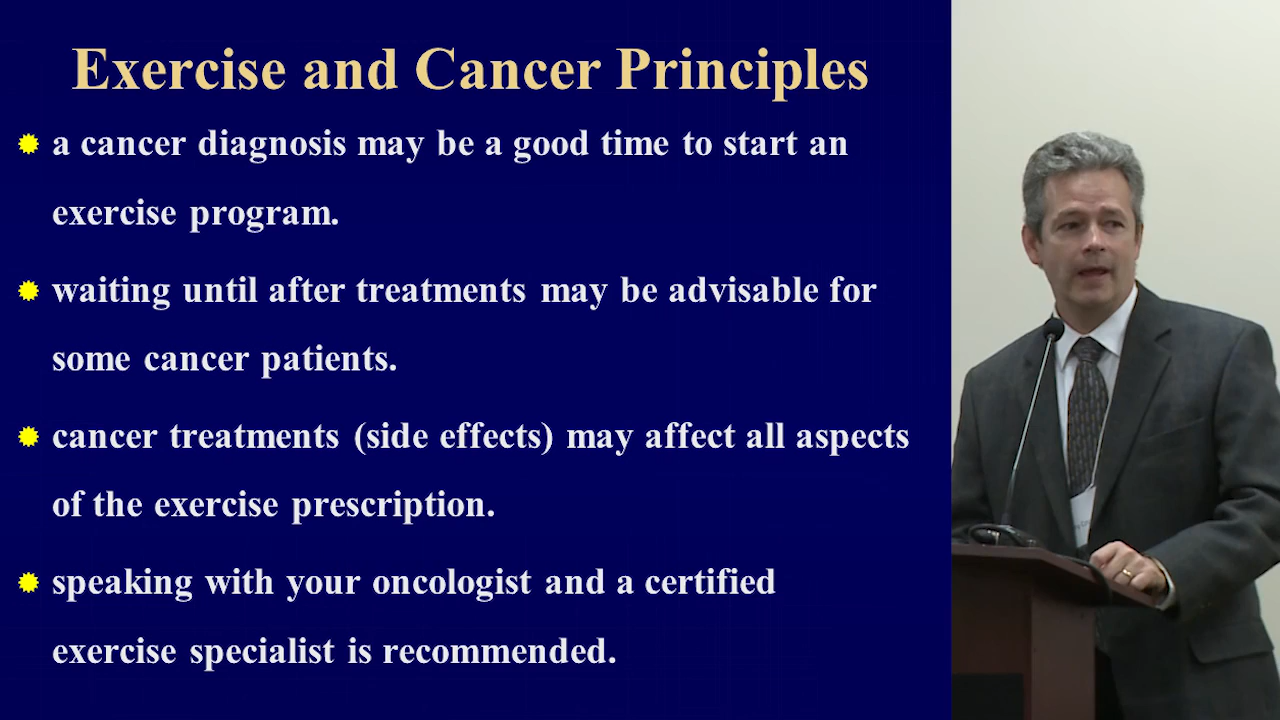 Exercise and Cancer Principles
a cancer diagnosis may be a good time to start an
exercise program.
waiting until after treatments may be advisable for
some cancer patients.
cancer treatments (side effects) may affect all aspects
of the exercise prescription.
speaking with your oncologist and a certified
exercise specialist is recommended.